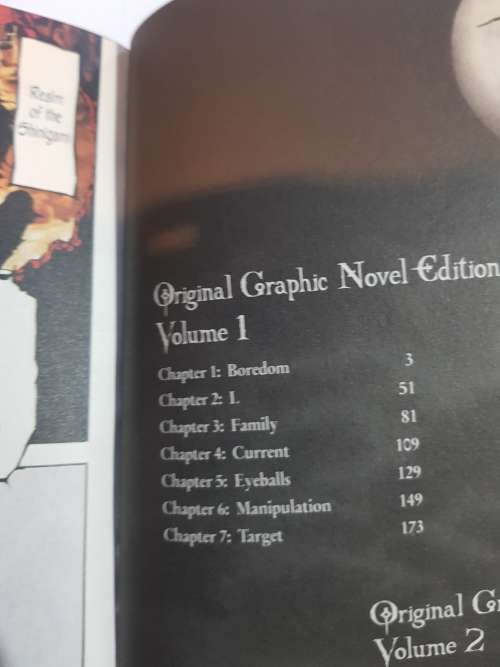 Realm
of the
Shinigami
Original Graphic Novel Edition
Volume 1
Chapter 1: Boredom 3
Chapter 2: L 51
Chapter 3: Family 81
Chapter 4: Current 109
Chapter 5: Eyeballs 129
Chapter 6: Manipulation 149
Chapter 7: Target 173
Original
Volume 2